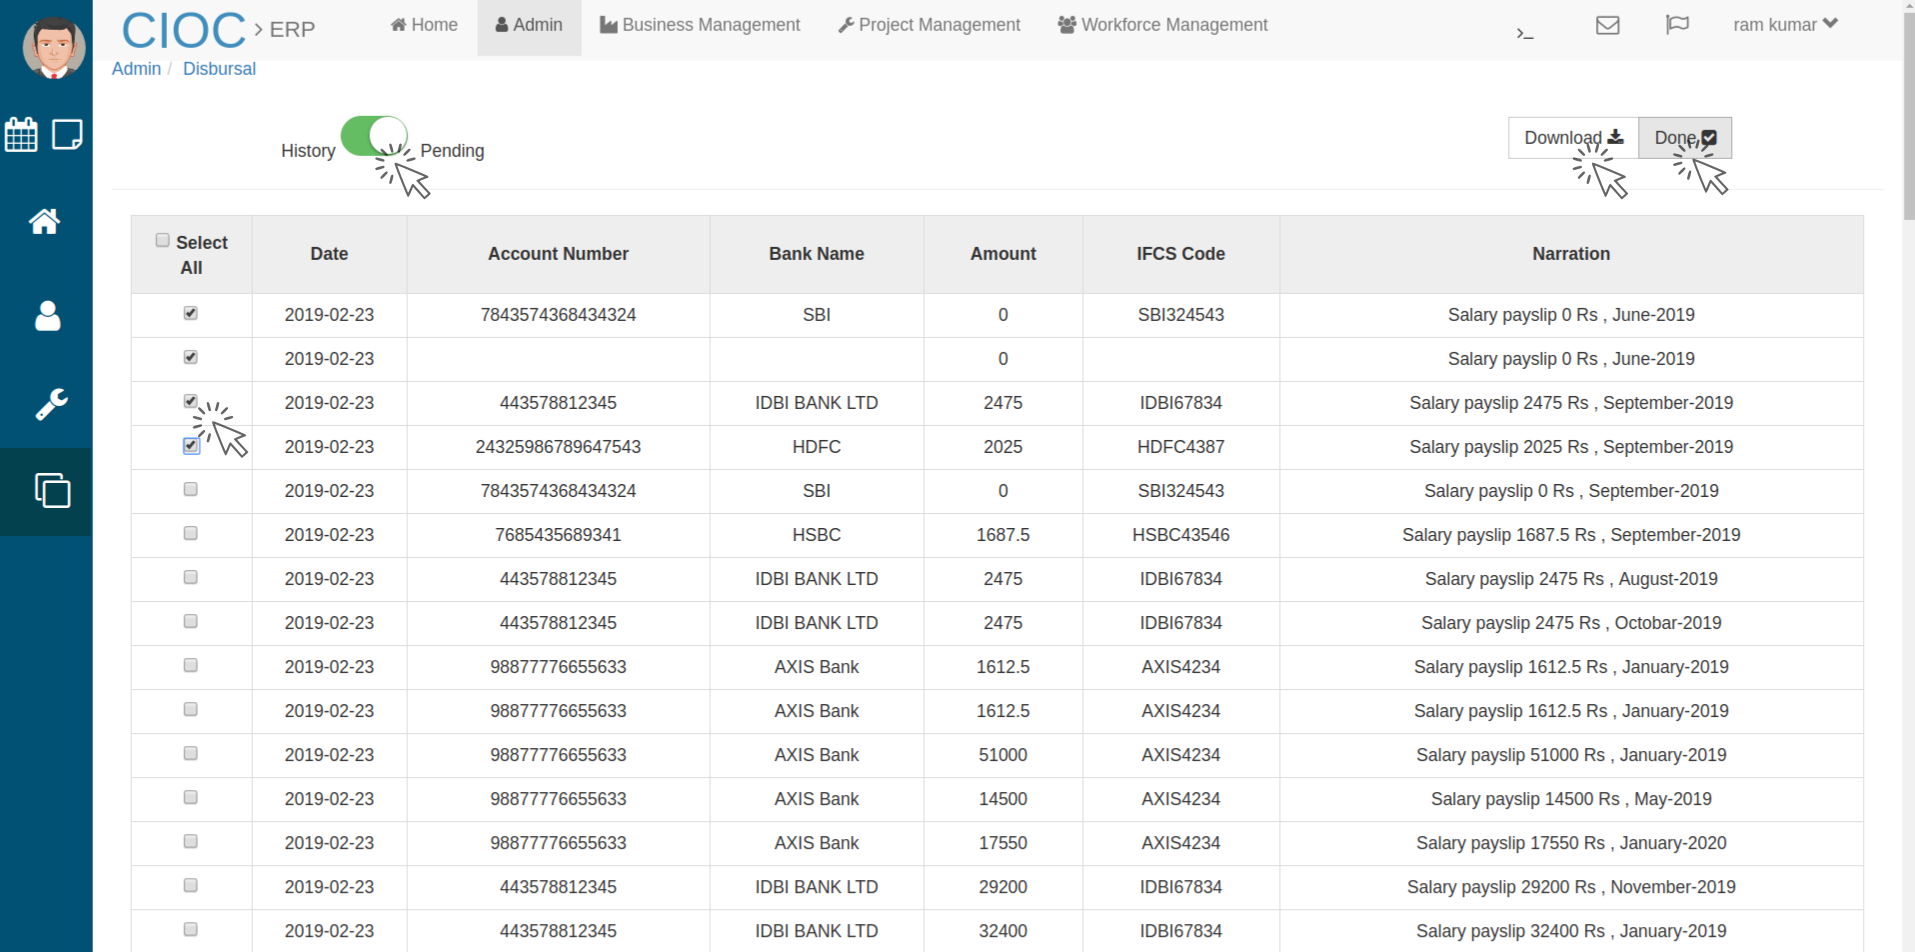 CIOC > ERP Home Admin Business Management Project Management Workforce Management >_ ram kumar
Admin / Disbursal
History Pending Download Done
Select All Date Account Number Bank Name Amount IFCS Code Narration
2019-02-23 7843574368434324 SBI 0 SBI324543 Salary payslip 0 Rs , June-2019
2019-02-23 0 Salary payslip 0 Rs , June-2019
2019-02-23 443578812345 IDBI BANK LTD 2475 IDBI67834 Salary payslip 2475 Rs , September-2019
2019-02-23 24325986789647543 HDFC 2025 HDFC4387 Salary payslip 2025 Rs , September-2019
2019-02-23 7843574368434324 SBI 0 SBI324543 Salary payslip 0 Rs , September-2019
2019-02-23 7685435689341 HSBC 1687.5 HSBC43546 Salary payslip 1687.5 Rs , September-2019
2019-02-23 443578812345 IDBI BANK LTD 2475 IDBI67834 Salary payslip 2475 Rs , August-2019
2019-02-23 443578812345 IDBI BANK LTD 2475 IDBI67834 Salary payslip 2475 Rs , Octobar-2019
2019-02-23 98877776655633 AXIS Bank 1612.5 AXIS4234 Salary payslip 1612.5 Rs , January-2019
2019-02-23 98877776655633 AXIS Bank 1612.5 AXIS4234 Salary payslip 1612.5 Rs , January-2019
2019-02-23 98877776655633 AXIS Bank 51000 AXIS4234 Salary payslip 51000 Rs , January-2019
2019-02-23 98877776655633 AXIS Bank 14500 AXIS4234 Salary payslip 14500 Rs , May-2019
2019-02-23 98877776655633 AXIS Bank 17550 AXIS4234 Salary payslip 17550 Rs , January-2020
2019-02-23 443578812345 IDBI BANK LTD 29200 IDBI67834 Salary payslip 29200 Rs , November-2019
2019-02-23 443578812345 IDBI BANK LTD 32400 IDBI67834 Salary payslip 32400 Rs , January-2019